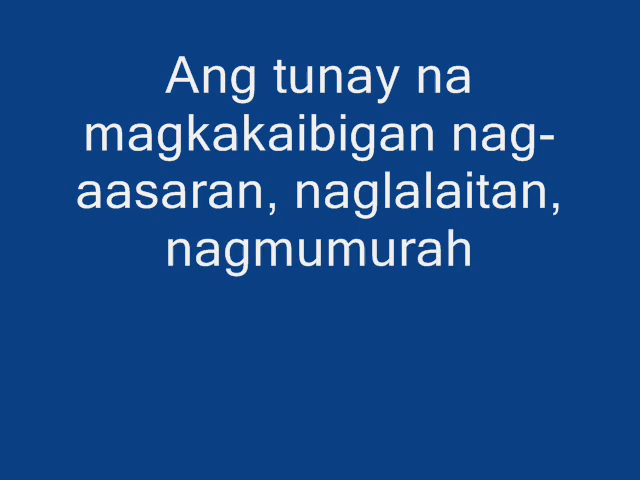 Ang tunay na
magkakaibigan nag-
aasaran, naglalaitan,
nagmumurah